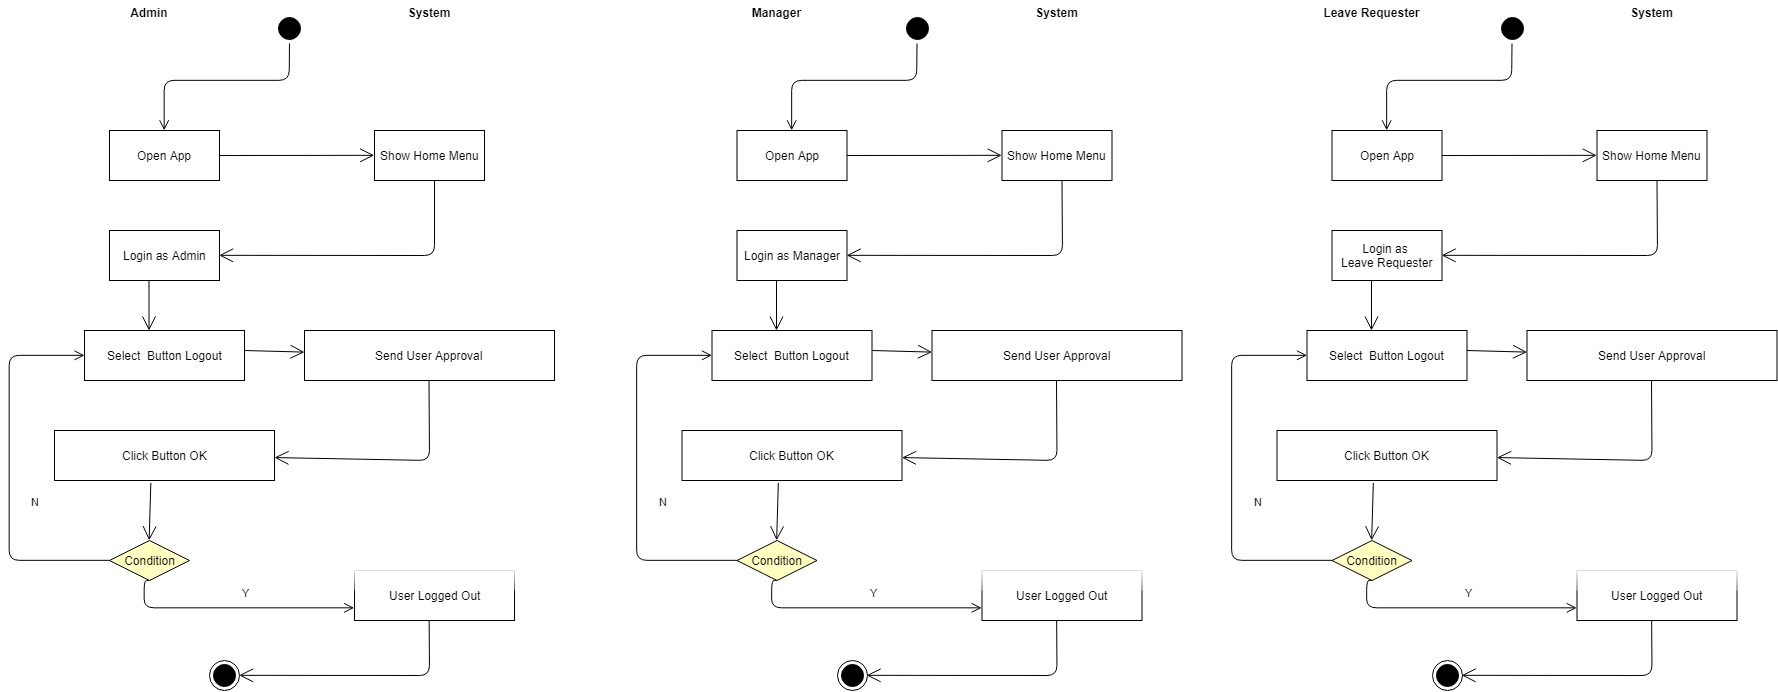 Admin
System
Open App
Show Home Menu
Login as Admin
Select  Button Logout
Send User Approval
Click Button OK
N
Condition
Y
User Logged Out
Manager
System
Open App
Show Home Menu
Login as Manager
Select  Button Logout
Send User Approval
Click Button OK
N
Condition
Y
User Logged Out
Leave Requester
System
Open App
Show Home Menu
Login as
Leave Requester
Select  Button Logout
Send User Approval
Click Button OK
N
Condition
Y
User Logged Out